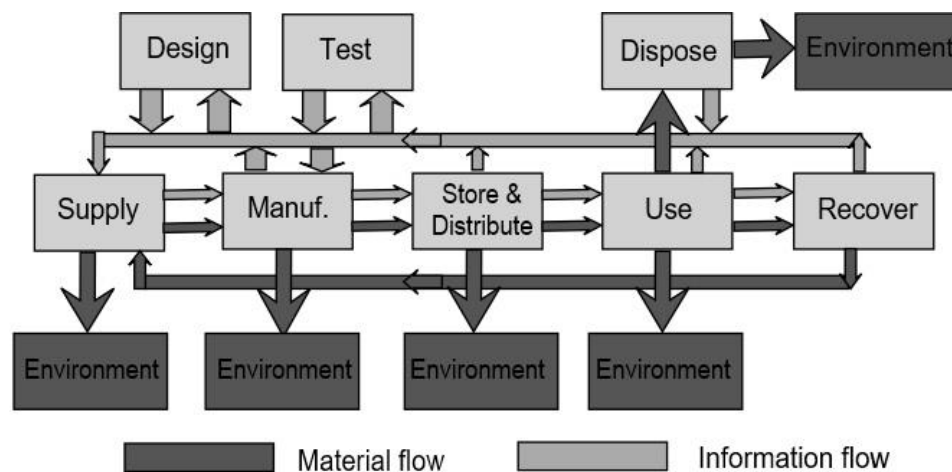 Design
Test
Dispose
Environment
Supply
Manuf.
Store &
Distribute
Use
Recover
Environment
Environment
Environment
Environment
Material flow
Information flow